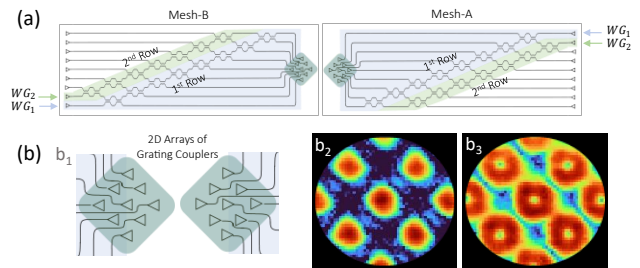 (a)
Mesh-B
Mesh-A
2nd Row
1st Row
WG2
WG1
1st Row
2nd Row
WG1
WG2
(b)
b1
2D Arrays of
Grating Couplers
b2
b3